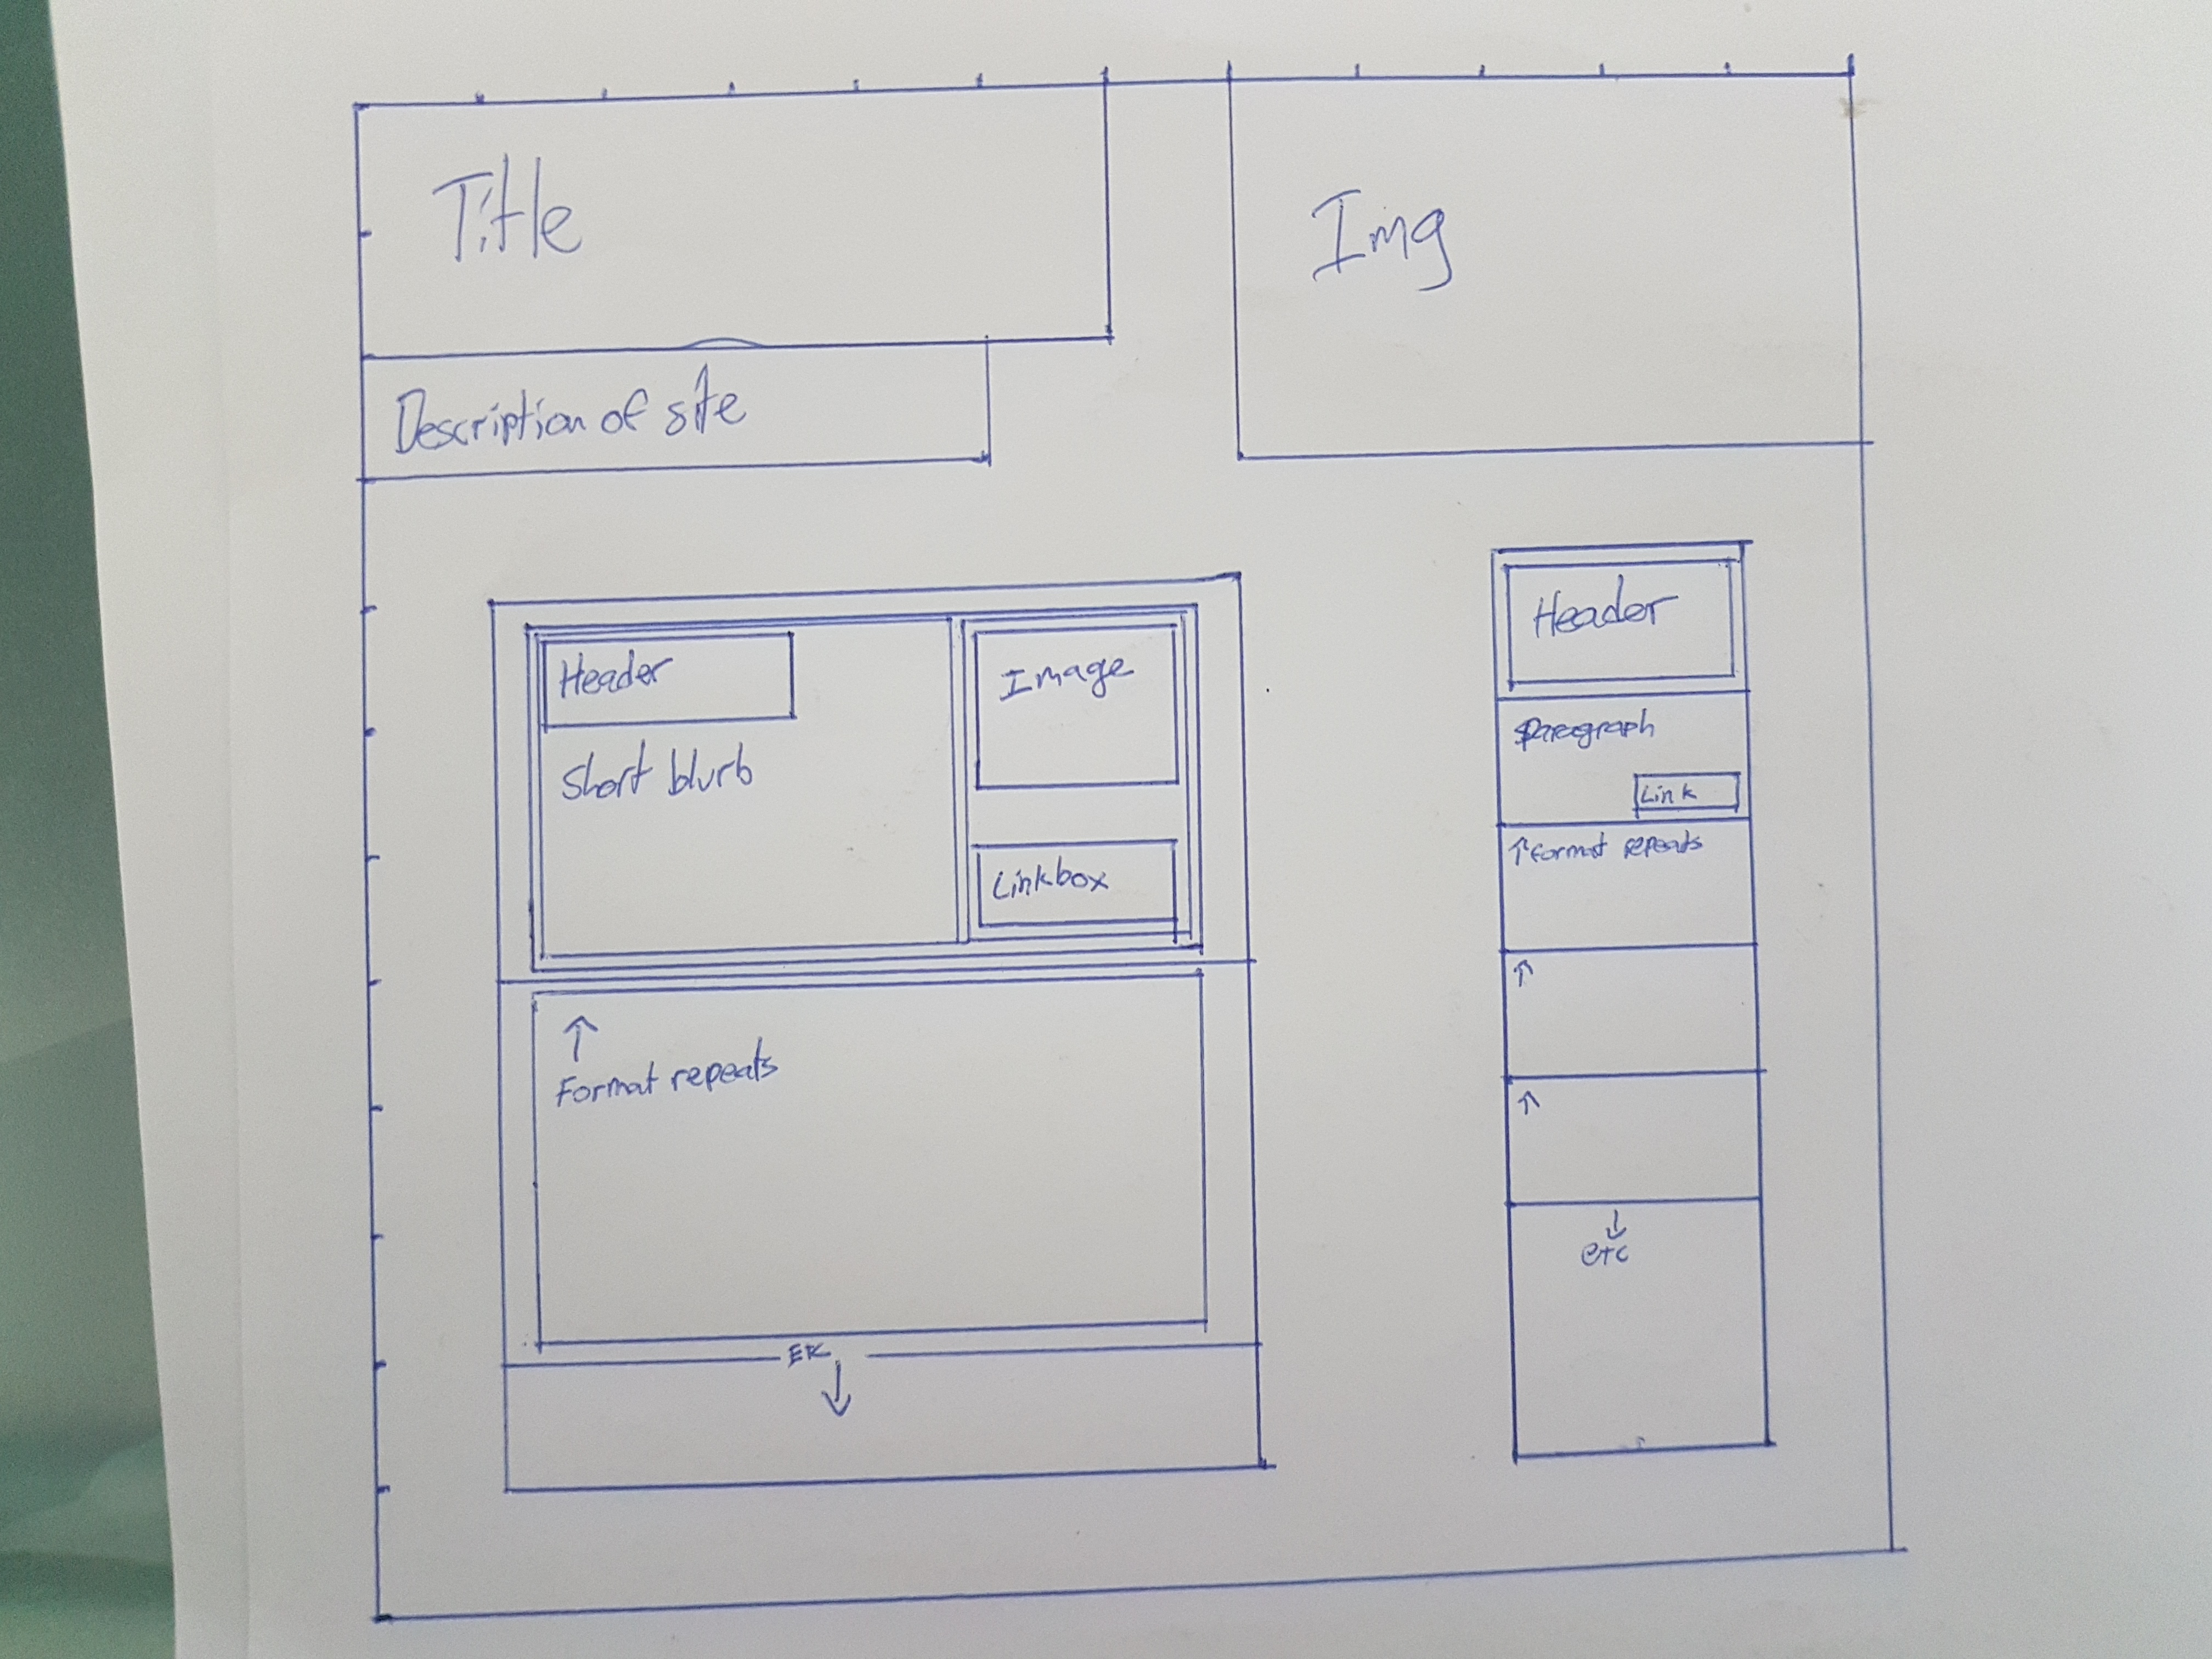 Title
Img
Description of site
Header
Short blurb
Image
Linkbox
↑
Format repeats
Etc
↓
Header
Paragraph
Link
↑ Format repeats
↑
↑
↓
etc